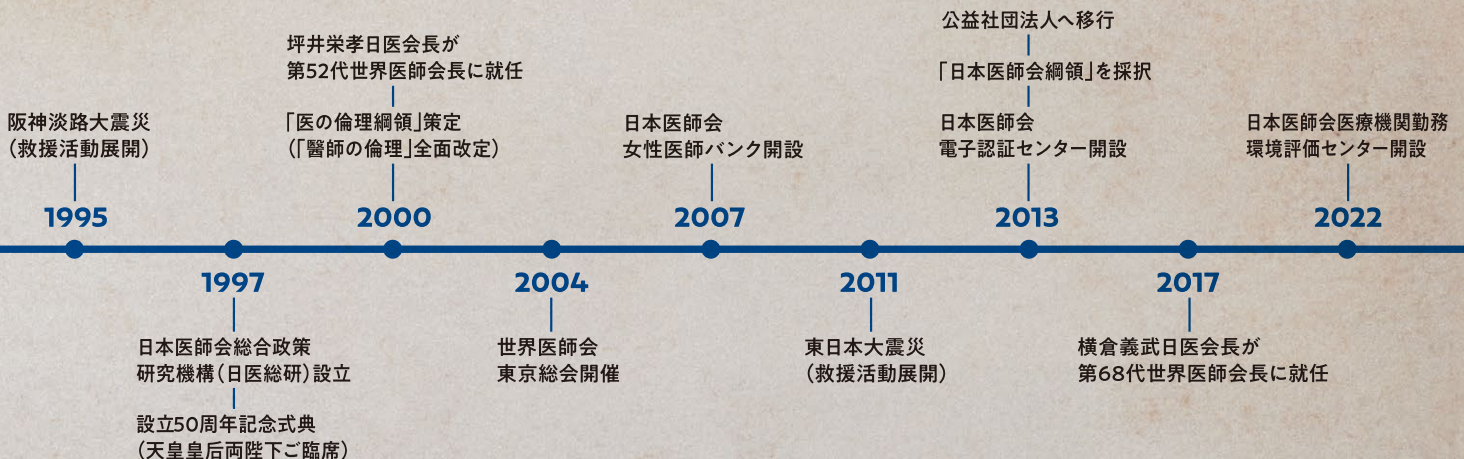 1995
阪神淡路大震災
（救援活動展開）
1997
日本医師会総合政策
研究機構（日医総研）設立
設立50周年記念式典
（天皇皇后両陛下ご臨席）
坪井栄孝日医会長が
第52代世界医師会長に就任
「医の倫理綱領」策定
（「醫師の倫理」全面改定）
2000
2004
世界医師会
東京総会開催
日本医師会
女性医師バンク開設
2007
2011
東日本大震災
（救援活動展開）
公益社団法人へ移行
「日本医師会綱領」を採択
日本医師会
電子認証センター開設
2013
2017
横倉義武日医会長が
第68代世界医師会長に就任
日本医師会医療機関勤務
環境評価センター開設
2022